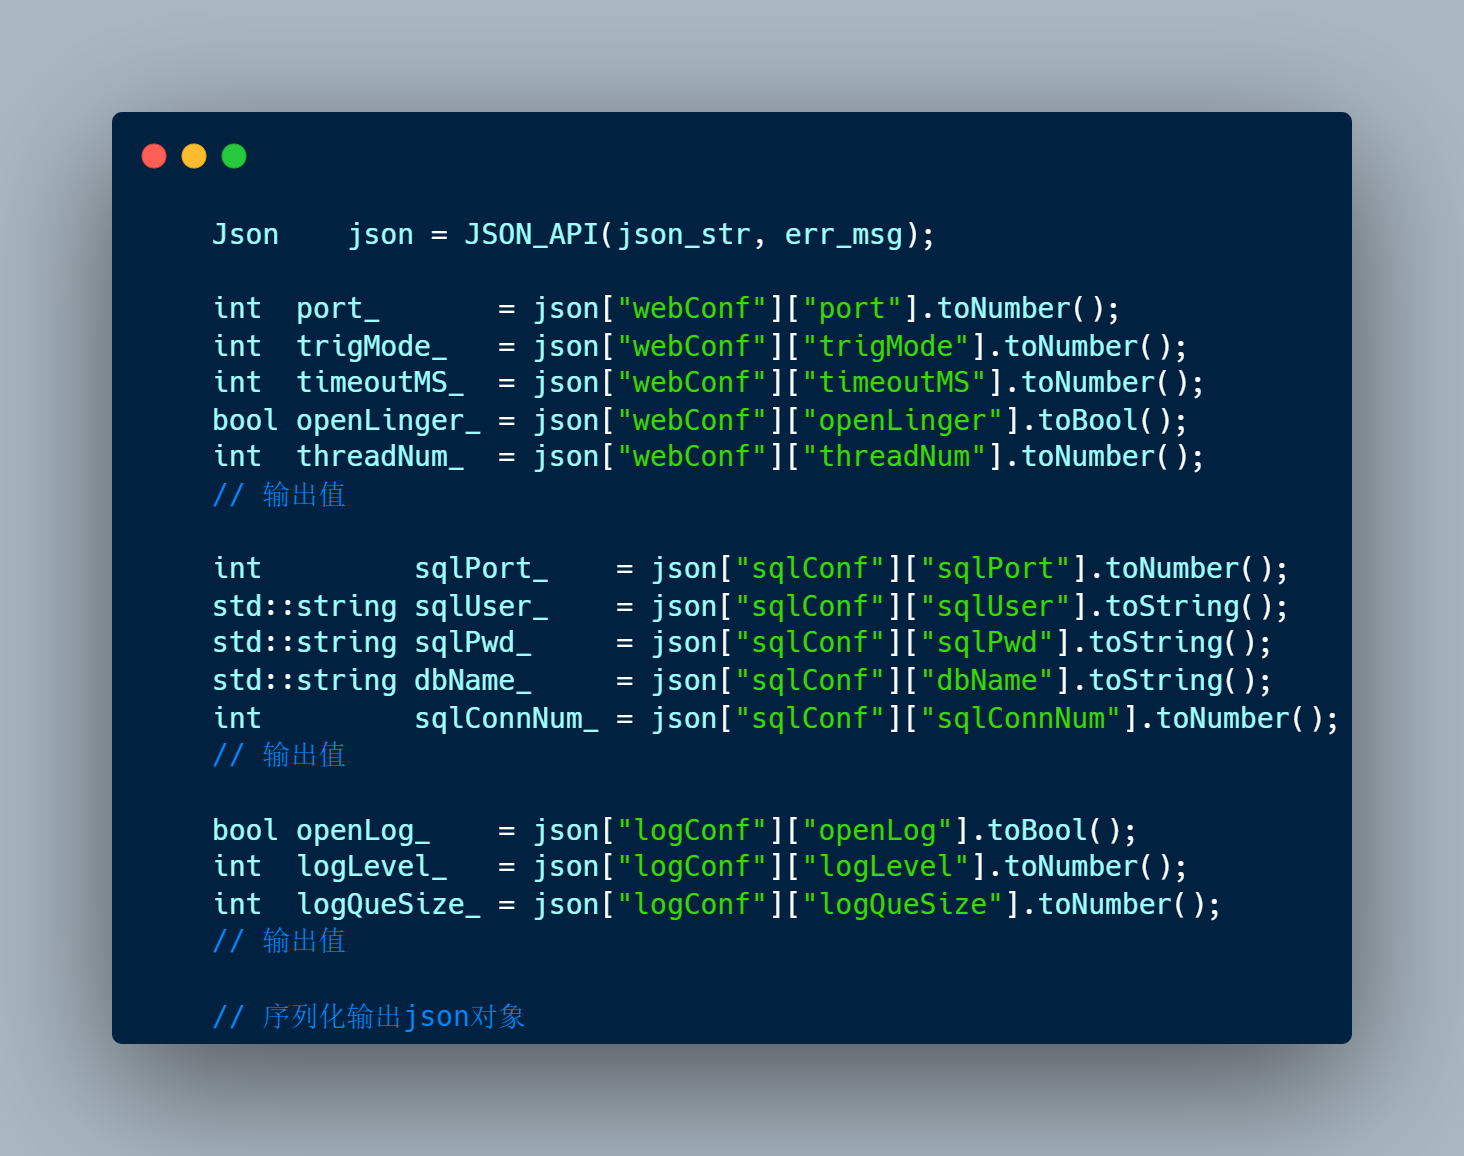 Json    json = JSON_API(json_str, err_msg);
int  port_       = json["webConf"]["port"].toNumber();
int  trigMode_   = json["webConf"]["trigMode"].toNumber();
int  timeoutMS_  = json["webConf"]["timeoutMS"].toNumber();
bool openLinger_ = json["webConf"]["openLinger"].toBool();
int  threadNum_  = json["webConf"]["threadNum"].toNumber();
// 输出值
int         sqlPort_    = json["sqlConf"]["sqlPort"].toNumber();
std::string sqlUser_    = json["sqlConf"]["sqlUser"].toString();
std::string sqlPwd_     = json["sqlConf"]["sqlPwd"].toString();
std::string dbName_     = json["sqlConf"]["dbName"].toString();
int         sqlConnNum_ = json["sqlConf"]["sqlConnNum"].toNumber();
// 输出值
bool openLog_    = json["logConf"]["openLog"].toBool();
int  logLevel_   = json["logConf"]["logLevel"].toNumber();
int  logQueSize_ = json["logConf"]["logQueSize"].toNumber();
// 输出值
// 序列化输出json对象